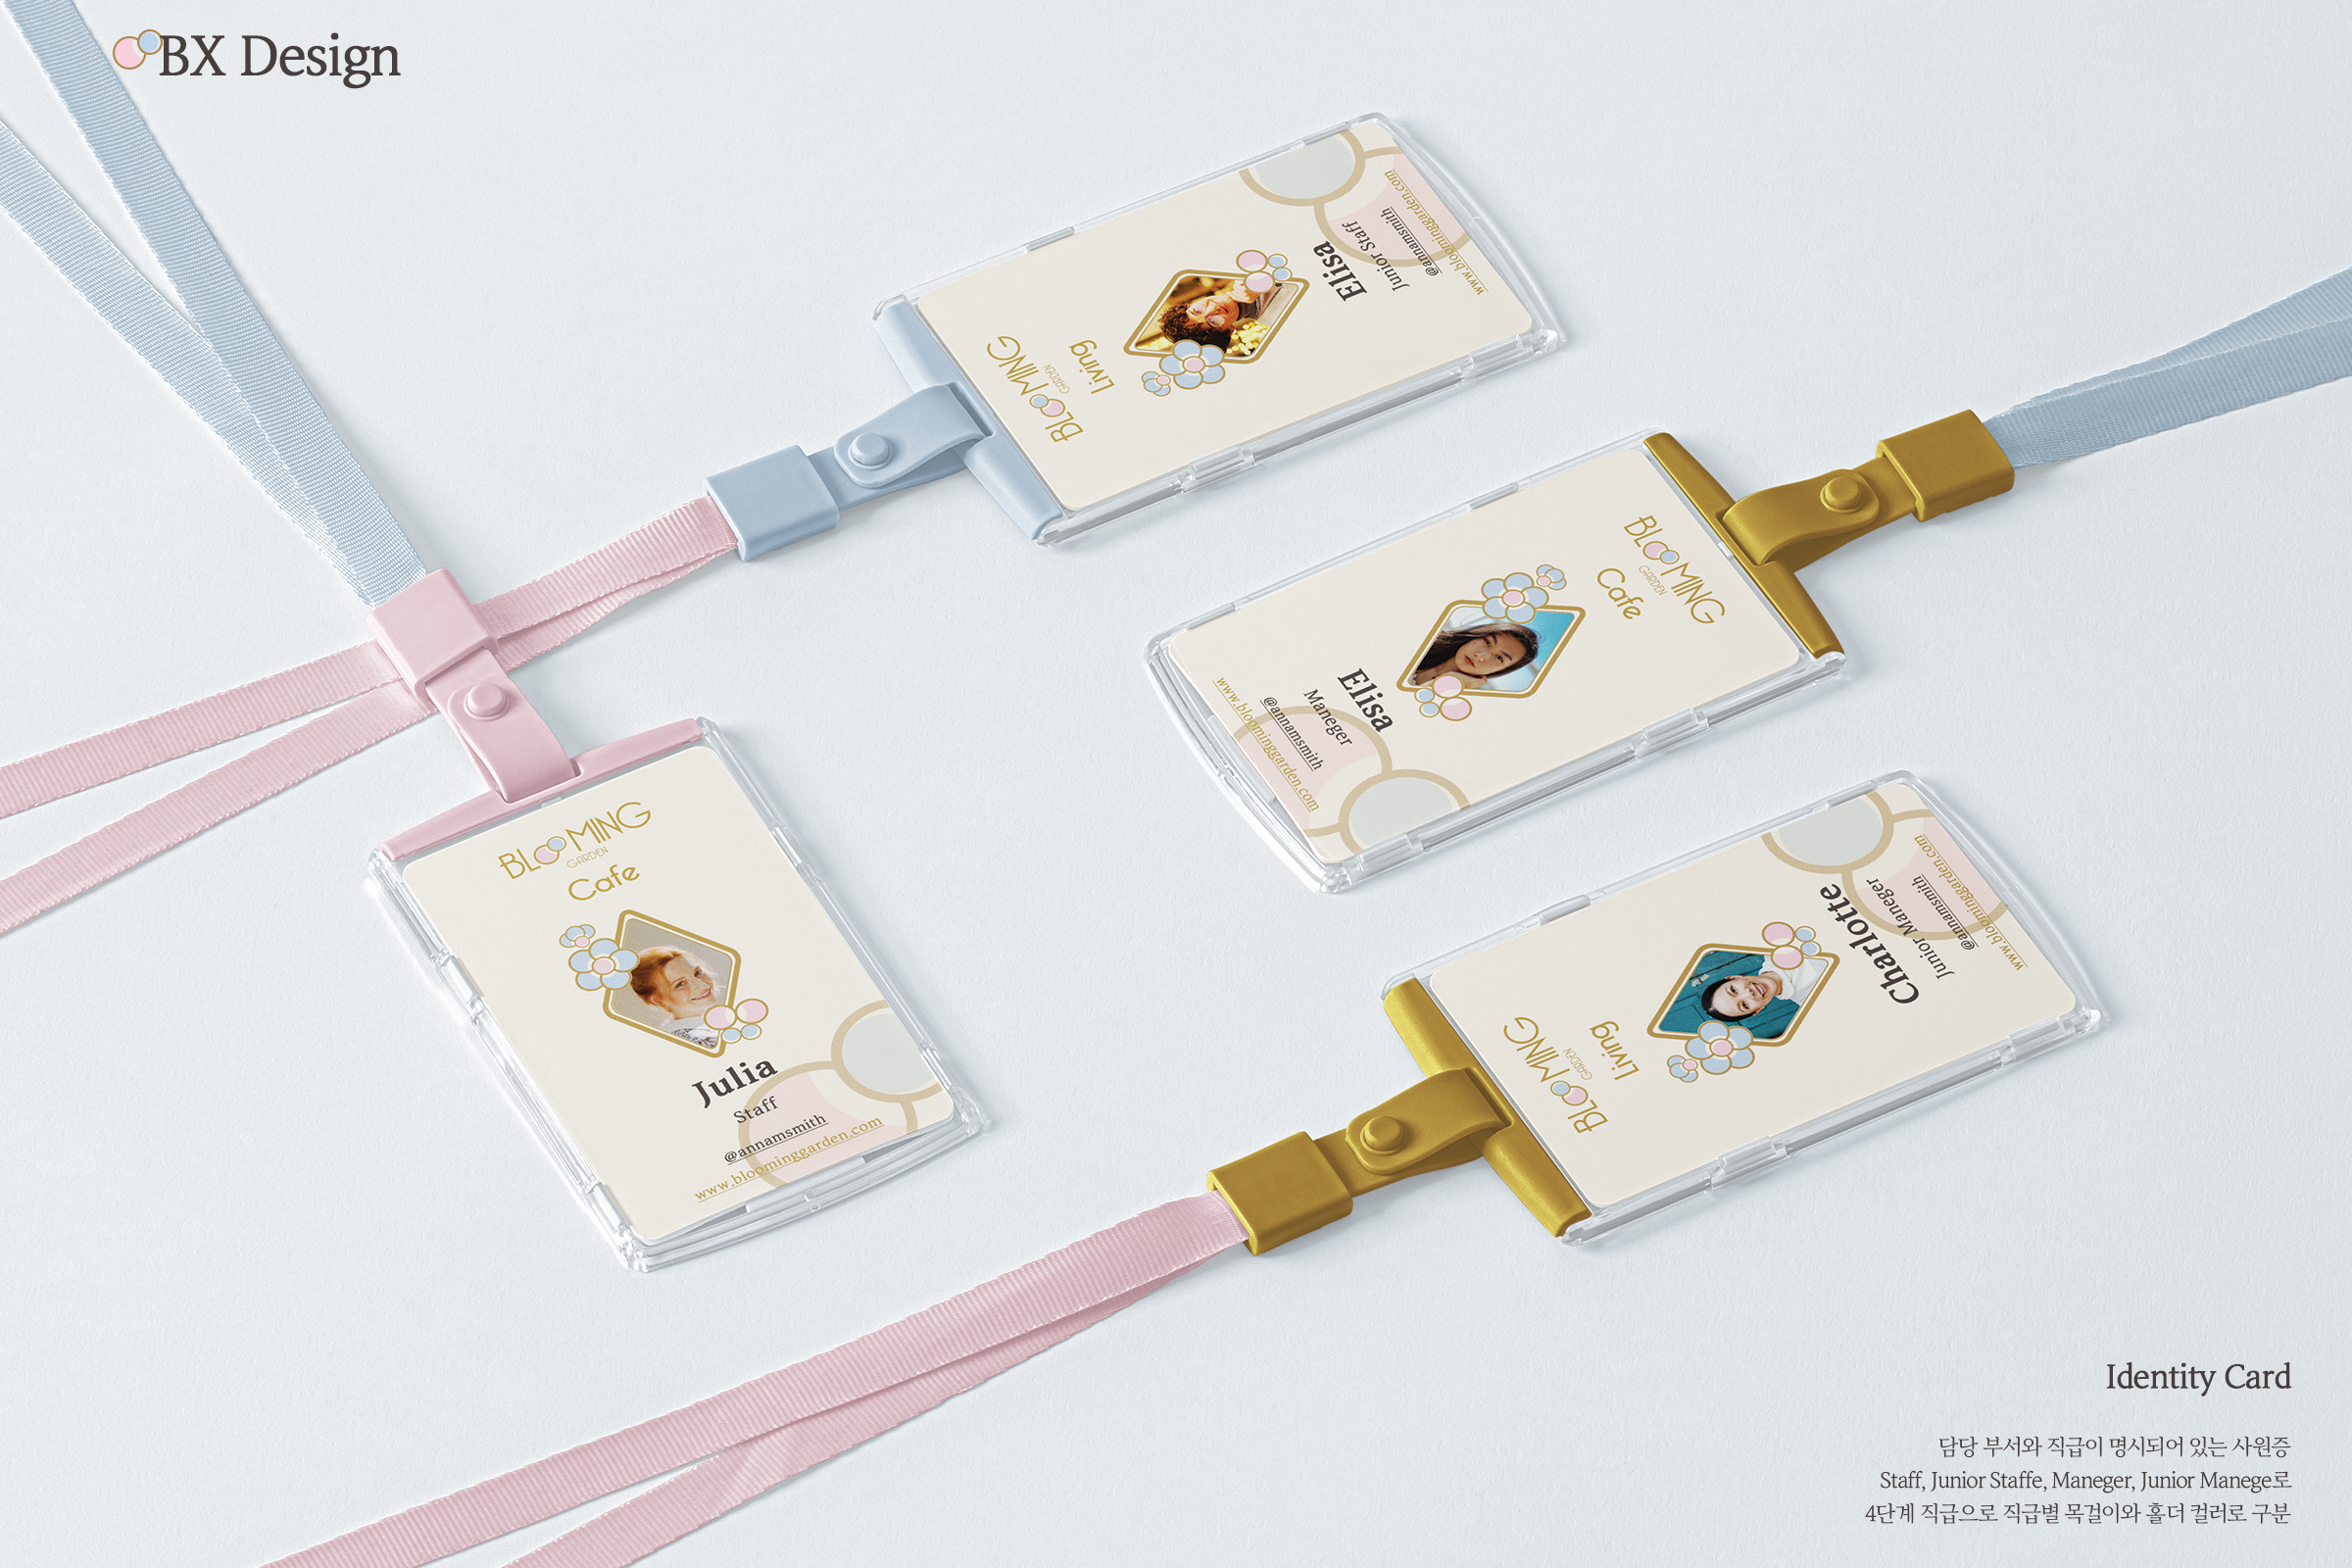 BX Design
BLOOMING
GARDEN
Living
Elisa
Junior Staff
@annamsmith
www.bloominggarden.com
BLOOMING
GARDEN
Cafe
Elisa
Maneger
@annamsmith
www.bloominggarden.com
BLOOMING
GARDEN
Cafe
Julia
Staff
@annamsmith
www.bloominggarden.com
BLOOMING
GARDEN
Living
Charlotte
Junior Maneger
@annamsmith
www.bloominggarden.com
Identity Card
담당 부서와 직급이 명시되어 있는 사원증
Staff, Junior Staffe, Maneger, Junior Manege로
4단계 직급으로 직급별 목걸이와 홀더 컬러로 구분